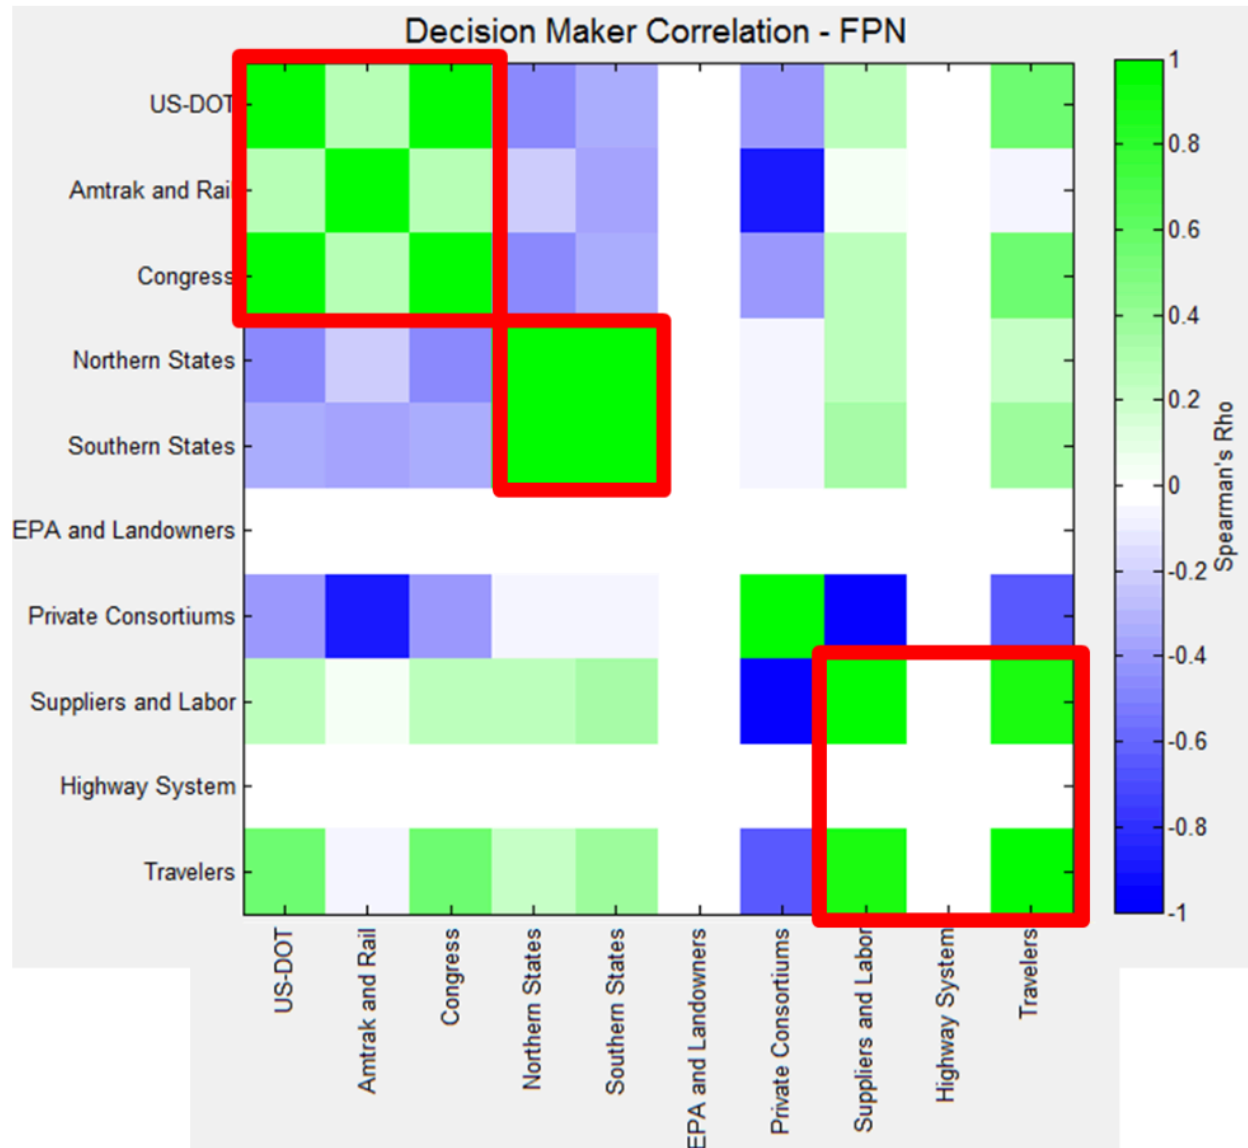 Decision Maker Correlation - FPN
US-DOT
Amtrak and Rai
Congress
Northern States
Southern States
EPA and Landowners
Private Consortiums
Suppliers and Labor
Highway System
Travelers
1
0.8
0.6
0.4
0.2
0
-0.2
-0.4
-0.6
-0.8
-1
Spearman's Rho
US-DOT
Amtrak and Rail
Congress
Northern States
Southern States
EPA and Landowners
Private Consortiums
Suppliers and Labor
Highway System
Travelers